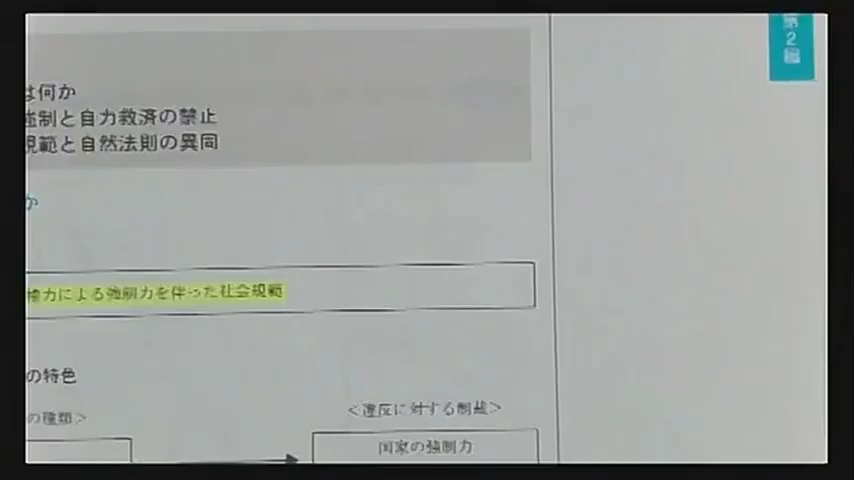 第2編
は何か
強制と自力救済の禁止
規範と自然法則の異同
か
権力による強制力を伴った社会規範
の特色
の種類＞
＜違反に対する制裁＞
国家の強制力